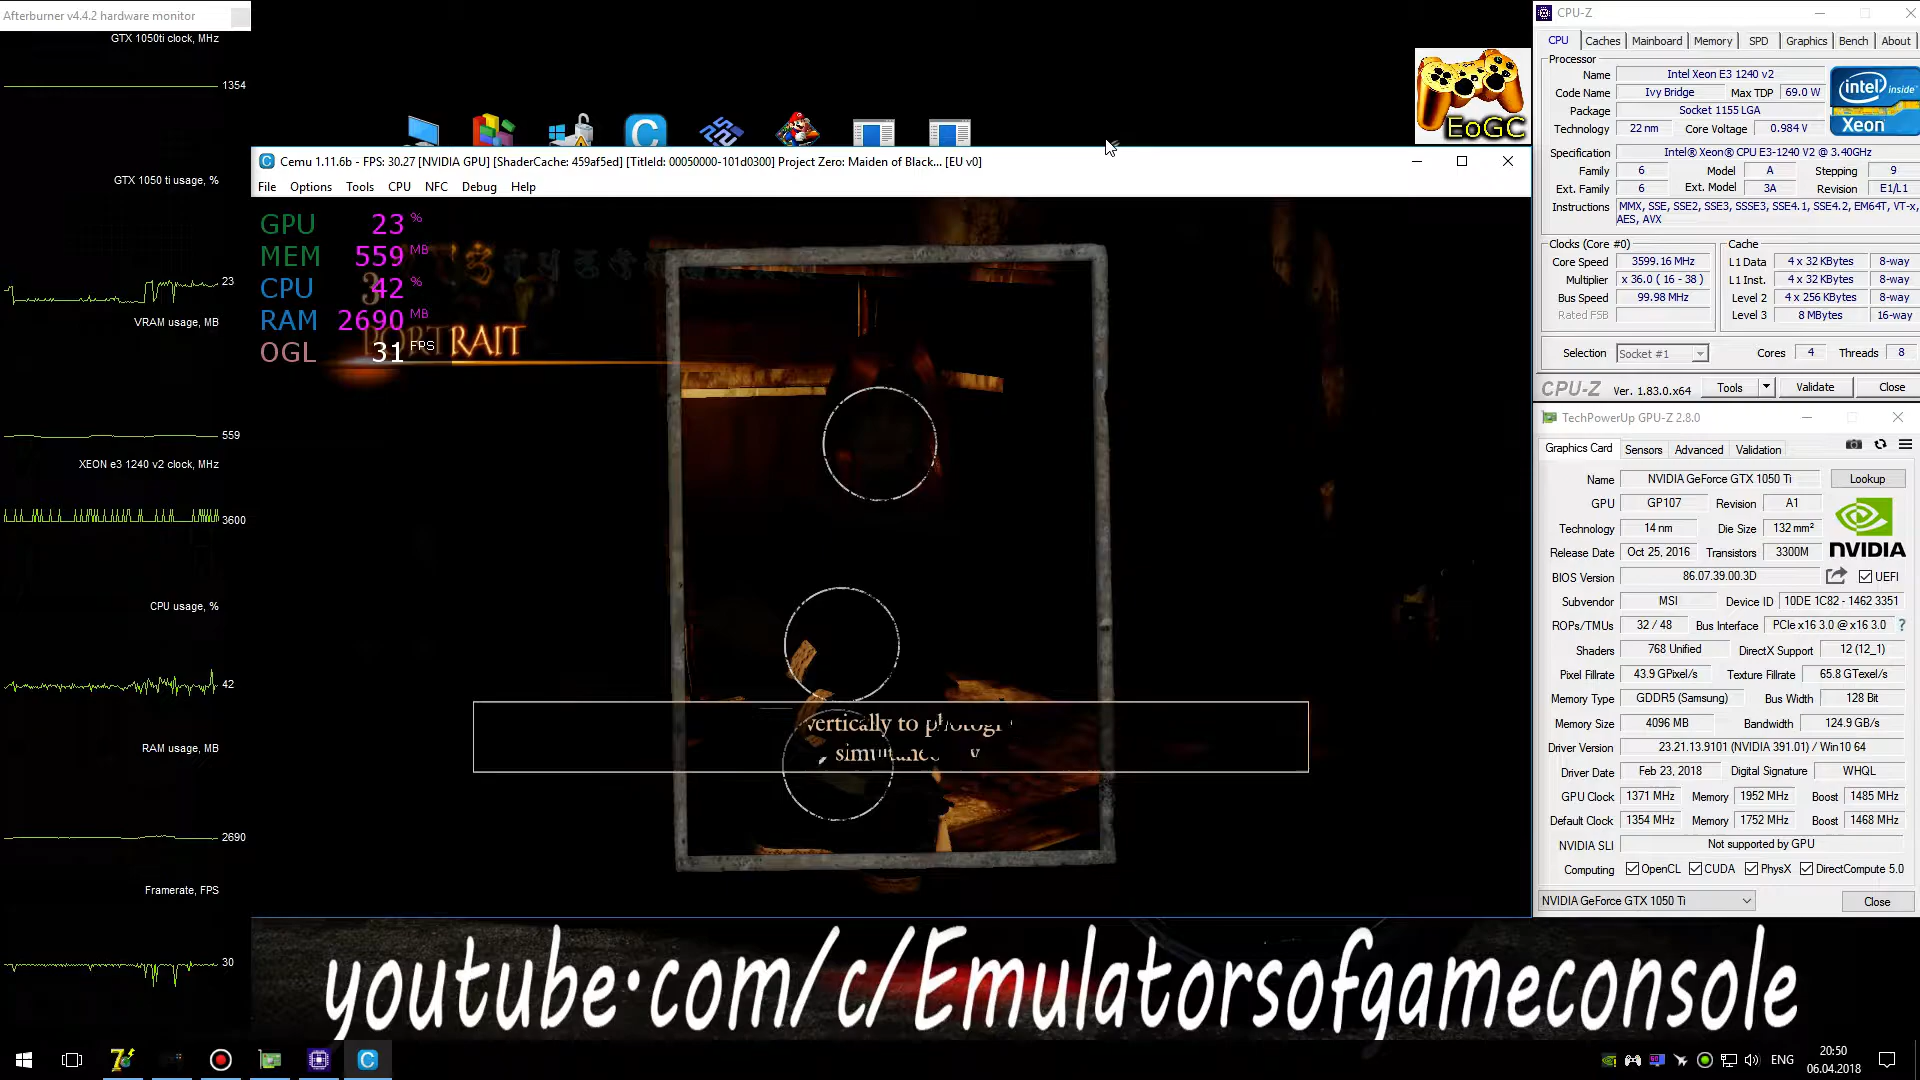 Afterburner v4.4.2 hardware monitor
GTX 1050ti clock, MHz
1354
GTX 1050 ti usage, %
23
VRAM usage, MB
559
XEON e3 1240 v2 clock, MHz
3600
CPU usage, %
42
RAM usage, MB
2690
Framerate, FPS
30
EoGC
Cemu 1.11.6b - FPS: 30.27 [NVIDIA GPU] [ShaderCache: 459af5ed] [TitleId: 00050000-101d0300] Project Zero: Maiden of Black... [EU v0]
File Options Tools CPU NFC Debug Help
GPU 23 %
MEM 559 MB
CPU 42 %
RAM 2690 MB
OGL 31 FPS
3
PORTRAIT
vertically to
youtube.com/c/Emulatorsofgameconsole
CPU-Z
CPU Caches Mainboard Memory SPD Graphics Bench About
Processor
Name Intel Xeon E3 1240 v2
Code Name Ivy Bridge Max TDP 69.0 W
Package Socket 1155 LGA
Technology 22 nm Core Voltage 0.984 V
intel inside
Xeon
Specification Intel® Xeon® CPU E3-1240 V2 @ 3.40GHz
Family 6 Model A Stepping 9
Ext. Family 6 Ext. Model 3A Revision E1/L1
Instructions MMX, SSE, SSE2, SSE3, SSSE3, SSE4.1, SSE4.2, EM64T, VT-x,
AES, AVX
Clocks (Core #0)
Core Speed 3599.16 MHz
Multiplier x 36.0 ( 16 - 38 )
Bus Speed 99.98 MHz
Rated FSB
Cache
L1 Data 4 x 32 KBytes 8-way
L1 Inst. 4 x 32 KBytes 8-way
Level 2 4 x 256 KBytes 8-way
Level 3 8 MBytes 16-way
Selection Socket #1 Cores 4 Threads 8
CPU-Z Ver. 1.83.0.x64 Tools Validate Close
TechPowerUp GPU-Z 2.8.0
Graphics Card Sensors Advanced Validation
Name NVIDIA GeForce GTX 1050 Ti Lookup
GPU GP107 Revision A1
Technology 14 nm Die Size 132 mm²
Release Date Oct 25, 2016 Transistors 3300M
NVIDIA
BIOS Version 86.07.39.00.3D UEFI
Subvendor MSI Device ID 10DE 1C82 - 1462 3351
ROPs/TMUs 32 / 48 Bus Interface PCIe x16 3.0 @ x16 3.0 ?
Shaders 768 Unified DirectX Support 12 (12_1)
Pixel Fillrate 43.9 GPixel/s Texture Fillrate 65.8 GTexel/s
Memory Type GDDR5 (Samsung) Bus Width 128 Bit
Memory Size 4096 MB Bandwidth 124.9 GB/s
Driver Version 23.21.13.9101 (NVIDIA 391.01) / Win10 64
Driver Date Feb 23, 2018 Digital Signature WHQL
GPU Clock 1371 MHz Memory 1952 MHz Boost 1485 MHz
Default Clock 1354 MHz Memory 1752 MHz Boost 1468 MHz
NVIDIA SLI Not supported by GPU
Computing OpenCL CUDA PhysX DirectCompute 5.0
NVIDIA GeForce GTX 1050 Ti Close
ENG
20:50
06.04.2018